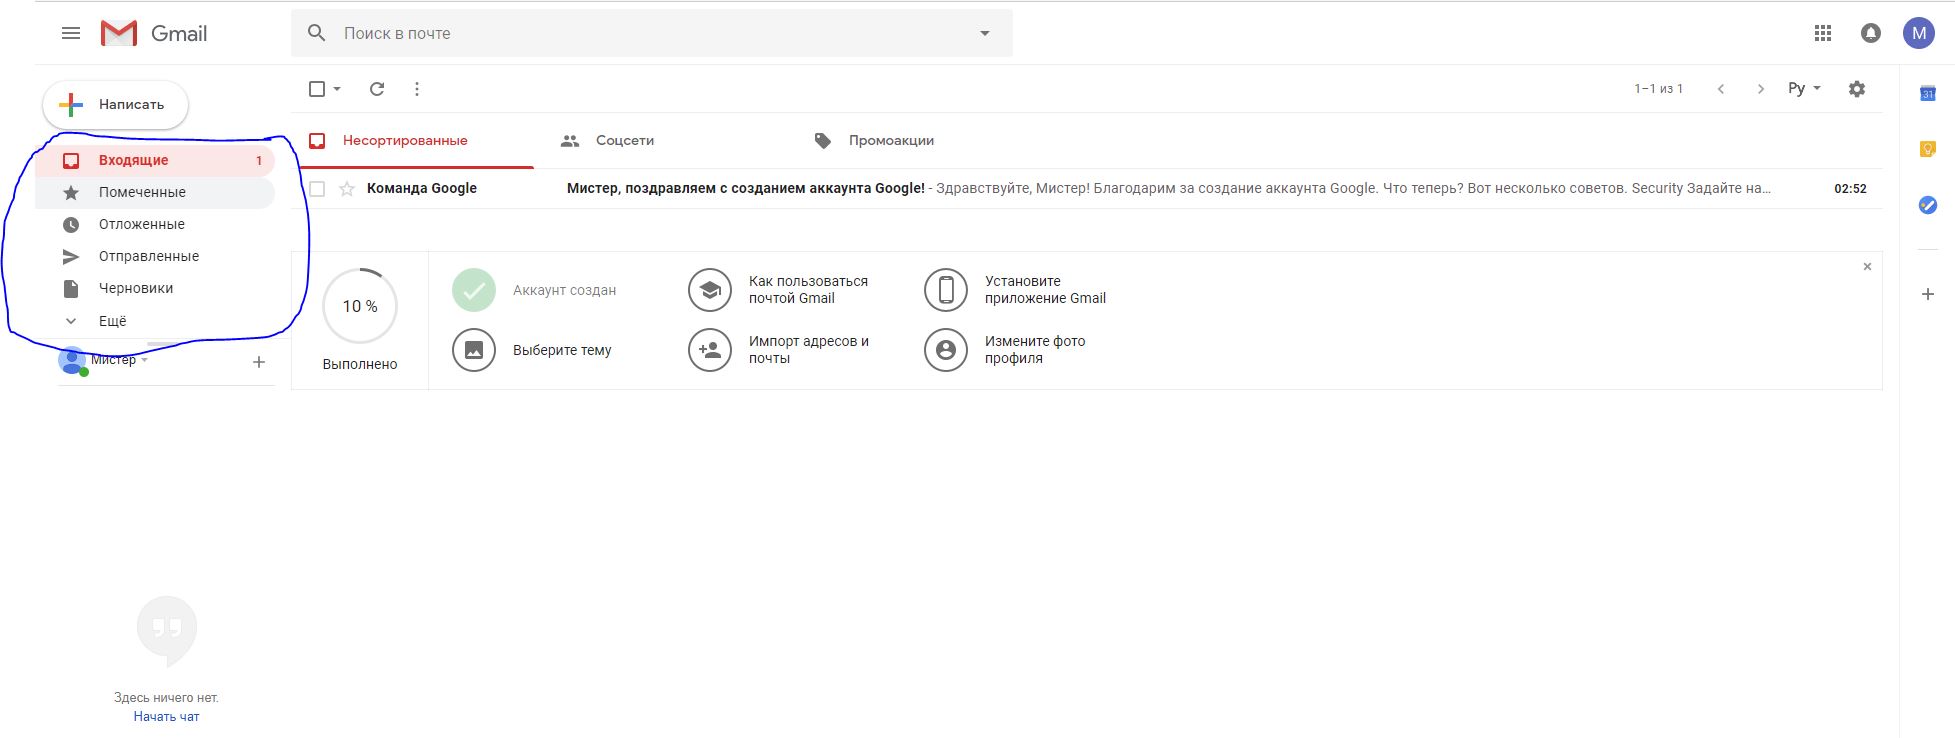 Gmail
Поиск в почте
М
Написать
1–1 из 1
Ру
31
Несортированные
Соцсети
Промоакции
Входящие 1
Помеченные
Отложенные
Отправленные
Черновики
Ещё
Мистер
Команда Google Мистер, поздравляем с созданием аккаунта Google! - Здравствуйте, Мистер! Благодарим за создание аккаунта Google. Что теперь? Вот несколько советов. Security Задайте на... 02:52
10 %
Выполнено
Аккаунт создан
Как пользоваться
почтой Gmail
Установите
приложение Gmail
Выберите тему
Импорт адресов и
почты
Измените фото
профиля
Здесь ничего нет.
Начать чат